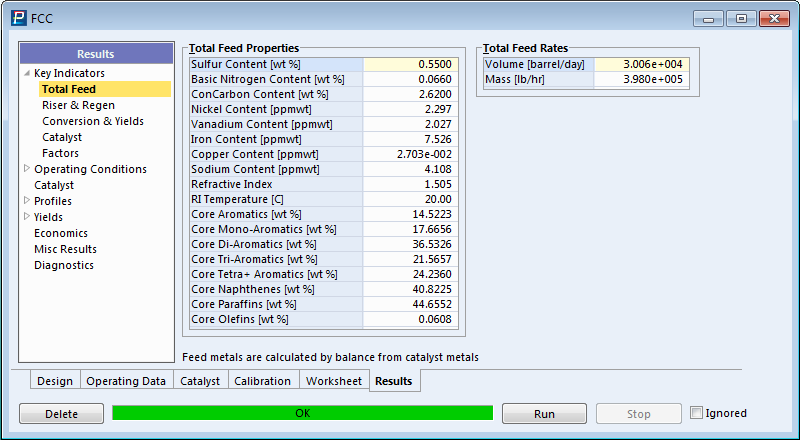 FCC
Results
Key Indicators
Total Feed
Riser & Regen
Conversion & Yields
Catalyst
Factors
Operating Conditions
Catalyst
Profiles
Yields
Economics
Misc Results
Diagnostics
Total Feed Properties
Sulfur Content [wt %] 0.5500
Basic Nitrogen Content [wt %] 0.0660
ConCarbon Content [wt %] 2.6200
Nickel Content [ppmwt] 2.297
Vanadium Content [ppmwt] 2.027
Iron Content [ppmwt] 7.526
Copper Content [ppmwt] 2.703e-002
Sodium Content [ppmwt] 4.108
Refractive Index 1.505
RI Temperature [C] 20.00
Core Aromatics [wt %] 14.5223
Core Mono-Aromatics [wt %] 17.6656
Core Di-Aromatics [wt %] 36.5326
Core Tri-Aromatics [wt %] 21.5657
Core Tetra+ Aromatics [wt %] 24.2360
Core Naphthenes [wt %] 40.8225
Core Paraffins [wt %] 44.6552
Core Olefins [wt %] 0.0608
Total Feed Rates
Volume [barrel/day] 3.006e+004
Mass [lb/hr] 3.980e+005
Feed metals are calculated by balance from catalyst metals
Design Operating Data Catalyst Calibration Worksheet Results
Delete OK Run Stop Ignored